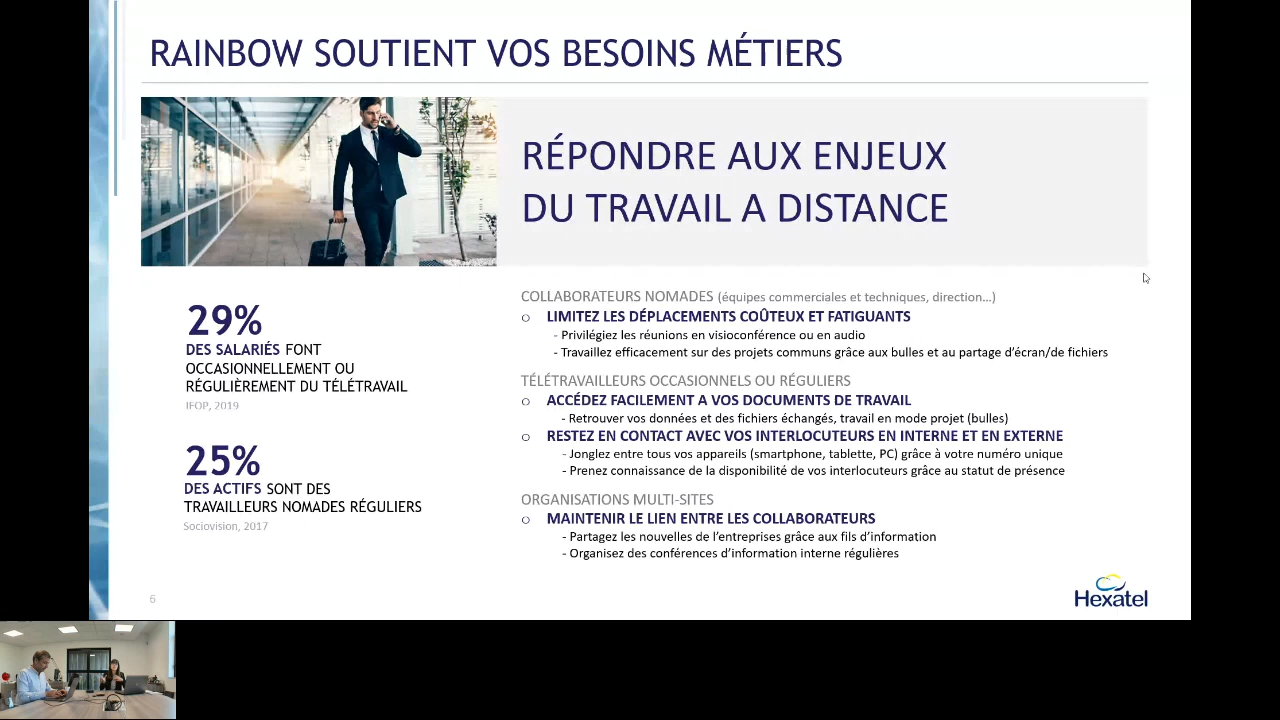 RAINBOW SOUTIENT VOS BESOINS MÉTIERS
RÉPONDRE AUX ENJEUX
DU TRAVAIL A DISTANCE
29%
DES SALARIÉS FONT
OCCASIONNELLEMENT OU
RÉGULIÈREMENT DU TÉLÉTRAVAIL
IFOP, 2019
25%
DES ACTIFS SONT DES
TRAVAILLEURS NOMADES RÉGULIERS
Sociovision, 2017
COLLABORATEURS NOMADES (équipes commerciales et techniques, direction…)
o LIMITEZ LES DÉPLACEMENTS COÛTEUX ET FATIGUANTS
- Privilégiez les réunions en visioconférence ou en audio
- Travaillez efficacement sur des projets communs grâce aux bulles et au partage d'écran/de fichiers
TÉLÉTRAVAILLEURS OCCASIONNELS OU RÉGULIERS
o ACCÉDEZ FACILEMENT A VOS DOCUMENTS DE TRAVAIL
- Retrouver vos données et des fichiers échangés, travail en mode projet (bulles)
o RESTEZ EN CONTACT AVEC VOS INTERLOCUTEURS EN INTERNE ET EN EXTERNE
- Jonglez entre tous vos appareils (smartphone, tablette, PC) grâce à votre numéro unique
- Prenez connaissance de la disponibilité de vos interlocuteurs grâce au statut de présence
ORGANISATIONS MULTI-SITES
o MAINTENIR LE LIEN ENTRE LES COLLABORATEURS
- Partagez les nouvelles de l'entreprises grâce aux fils d'information
- Organisez des conférences d'information interne régulières
6
Hexatel